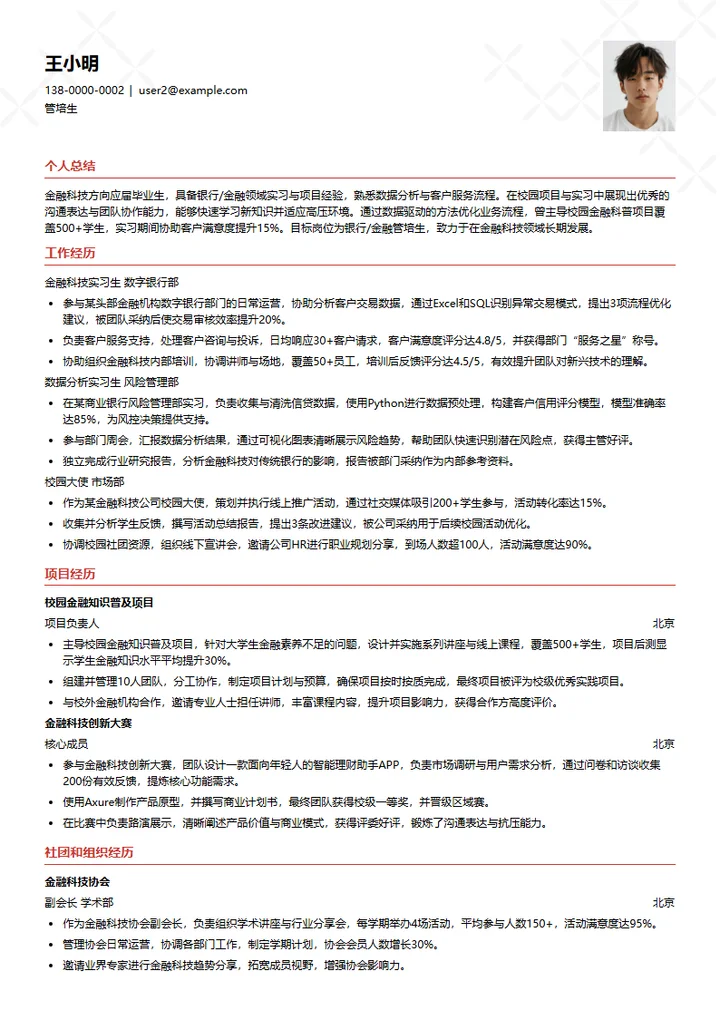 王小明
138-0000-0002 | user2@example.com
管培生
个人总结
金融科技方向应届毕业生，具备银行/金融领域实习与项目经验，熟悉数据分析与客户服务流程。在校园项目与实习中展现出优秀的
沟通表达与团队协作能力，能够快速学习新知识并适应高压环境。通过数据驱动的方法优化业务流程，曾主导校园金融科普项目覆
盖500+学生，实习期间协助客户满意度提升15%。目标岗位为银行/金融管培生，致力于在金融科技领域长期发展。
工作经历
金融科技实习生 数字银行部
• 参与某头部金融机构数字银行部门的日常运营，协助分析客户交易数据，通过Excel和SQL识别异常交易模式，提出3项流程优化
建议，被团队采纳后使交易审核效率提升20%。
• 负责客户服务支持，处理客户咨询与投诉，日均响应30+客户请求，客户满意度评分达4.8/5，并获得部门“服务之星”称号。
• 协助组织金融科技内部培训，协调讲师与场地，覆盖50+员工，培训后反馈评分达4.5/5，有效提升团队对新兴技术的理解。
数据分析实习生 风险管理部
• 在某商业银行风险管理部实习，负责收集与清洗信贷数据，使用Python进行数据预处理，构建客户信用评分模型，模型准确率
达85%，为风控决策提供支持。
• 参与部门周会，汇报数据分析结果，通过可视化图表清晰展示风险趋势，帮助团队快速识别潜在风险点，获得主管好评。
• 独立完成行业研究报告，分析金融科技对传统银行的影响，报告被部门采纳作为内部参考资料。
校园大使 市场部
• 作为某金融科技公司校园大使，策划并执行线上推广活动，通过社交媒体吸引200+学生参与，活动转化率达15%。
• 收集并分析学生反馈，撰写活动总结报告，提出3条改进建议，被公司采纳用于后续校园活动优化。
• 协调校园社团资源，组织线下宣讲会，邀请公司HR进行职业规划分享，到场人数超100人，活动满意度达90%。
项目经历
校园金融知识普及项目
项目负责人 北京
• 主导校园金融知识普及项目，针对大学生金融素养不足的问题，设计并实施系列讲座与线上课程，覆盖500+学生，项目后测显
示学生金融知识水平平均提升30%。
• 组建并管理10人团队，分工协作，制定项目计划与预算，确保项目按时按质完成，最终项目被评为校级优秀实践项目。
• 与校外金融机构合作，邀请专业人士担任讲师，丰富课程内容，提升项目影响力，获得合作方高度评价。
金融科技创新大赛
核心成员 北京
• 参与金融科技创新大赛，团队设计一款面向年轻人的智能理财助手APP，负责市场调研与用户需求分析，通过问卷和访谈收集
200份有效反馈，提炼核心功能需求。
• 使用Axure制作产品原型，并撰写商业计划书，最终团队获得校级一等奖，并晋级区域赛。
• 在比赛中负责路演展示，清晰阐述产品价值与商业模式，获得评委好评，锻炼了沟通表达与抗压能力。
社团和组织经历
金融科技协会
副会长 学术部 北京
• 作为金融科技协会副会长，负责组织学术讲座与行业分享会，每学期举办4场活动，平均参与人数150+，活动满意度达95%。
• 管理协会日常运营，协调各部门工作，制定学期计划，协会会员人数增长30%。
• 邀请业界专家进行金融科技趋势分享，拓宽成员视野，增强协会影响力。